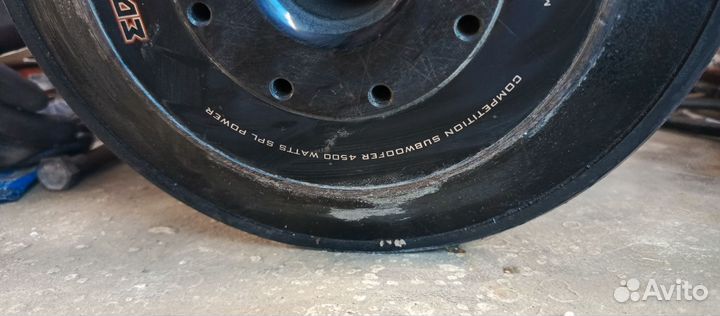 COMPETITION SUBWOOFER 4500 WATTS SPL POWER
Avito